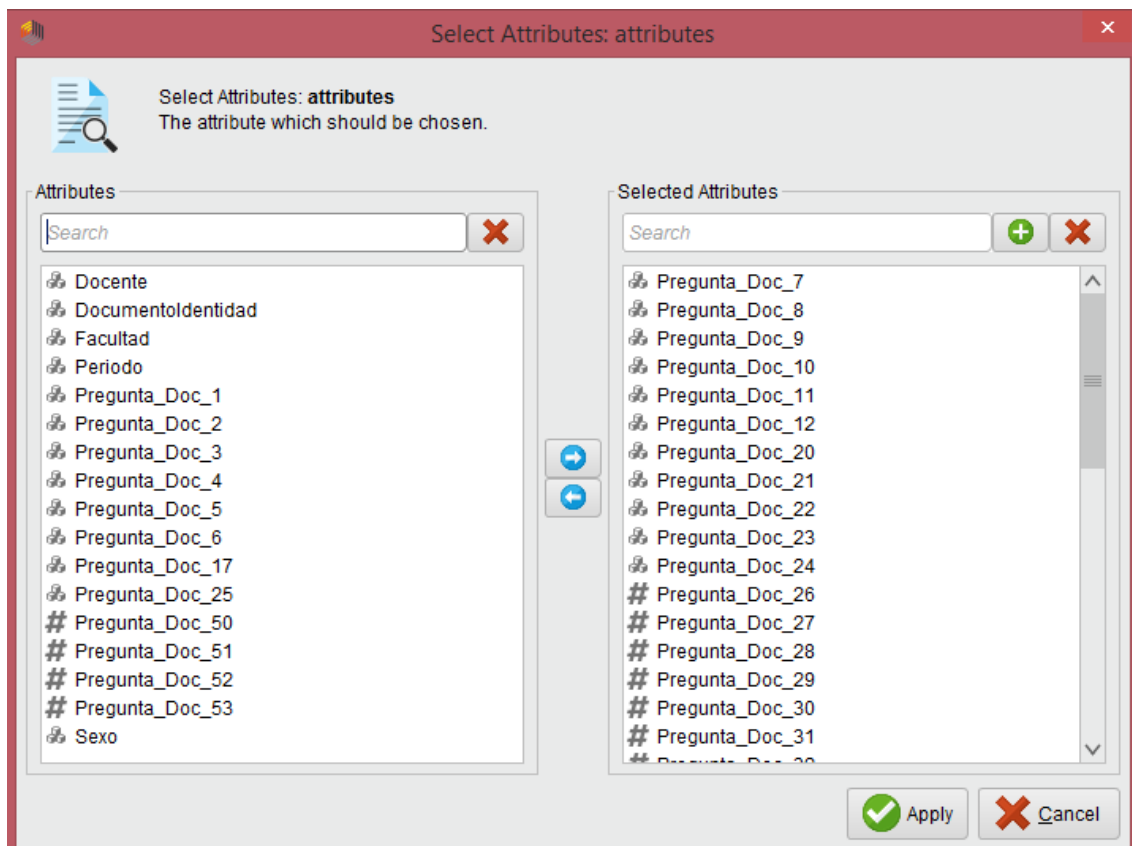 Select Attributes: attributes
Select Attributes: attributes
The attribute which should be chosen.
Attributes
Search
Docente
DocumentoIdentidad
Facultad
Periodo
Pregunta_Doc_1
Pregunta_Doc_2
Pregunta_Doc_3
Pregunta_Doc_4
Pregunta_Doc_5
Pregunta_Doc_6
Pregunta_Doc_17
Pregunta_Doc_25
# Pregunta_Doc_50
# Pregunta_Doc_51
# Pregunta_Doc_52
# Pregunta_Doc_53
Sexo
Selected Attributes
Search
Pregunta_Doc_7
Pregunta_Doc_8
Pregunta_Doc_9
Pregunta_Doc_10
Pregunta_Doc_11
Pregunta_Doc_12
Pregunta_Doc_20
Pregunta_Doc_21
Pregunta_Doc_22
Pregunta_Doc_23
Pregunta_Doc_24
# Pregunta_Doc_26
# Pregunta_Doc_27
# Pregunta_Doc_28
# Pregunta_Doc_29
# Pregunta_Doc_30
# Pregunta_Doc_31
Apply
Cancel